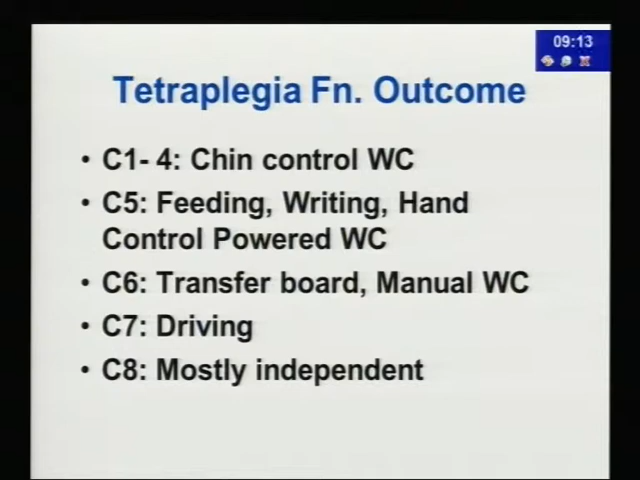 09:13
Tetraplegia Fn. Outcome
• C1- 4: Chin control WC
• C5: Feeding, Writing, Hand
Control Powered WC
• C6: Transfer board, Manual WC
• C7: Driving
• C8: Mostly independent